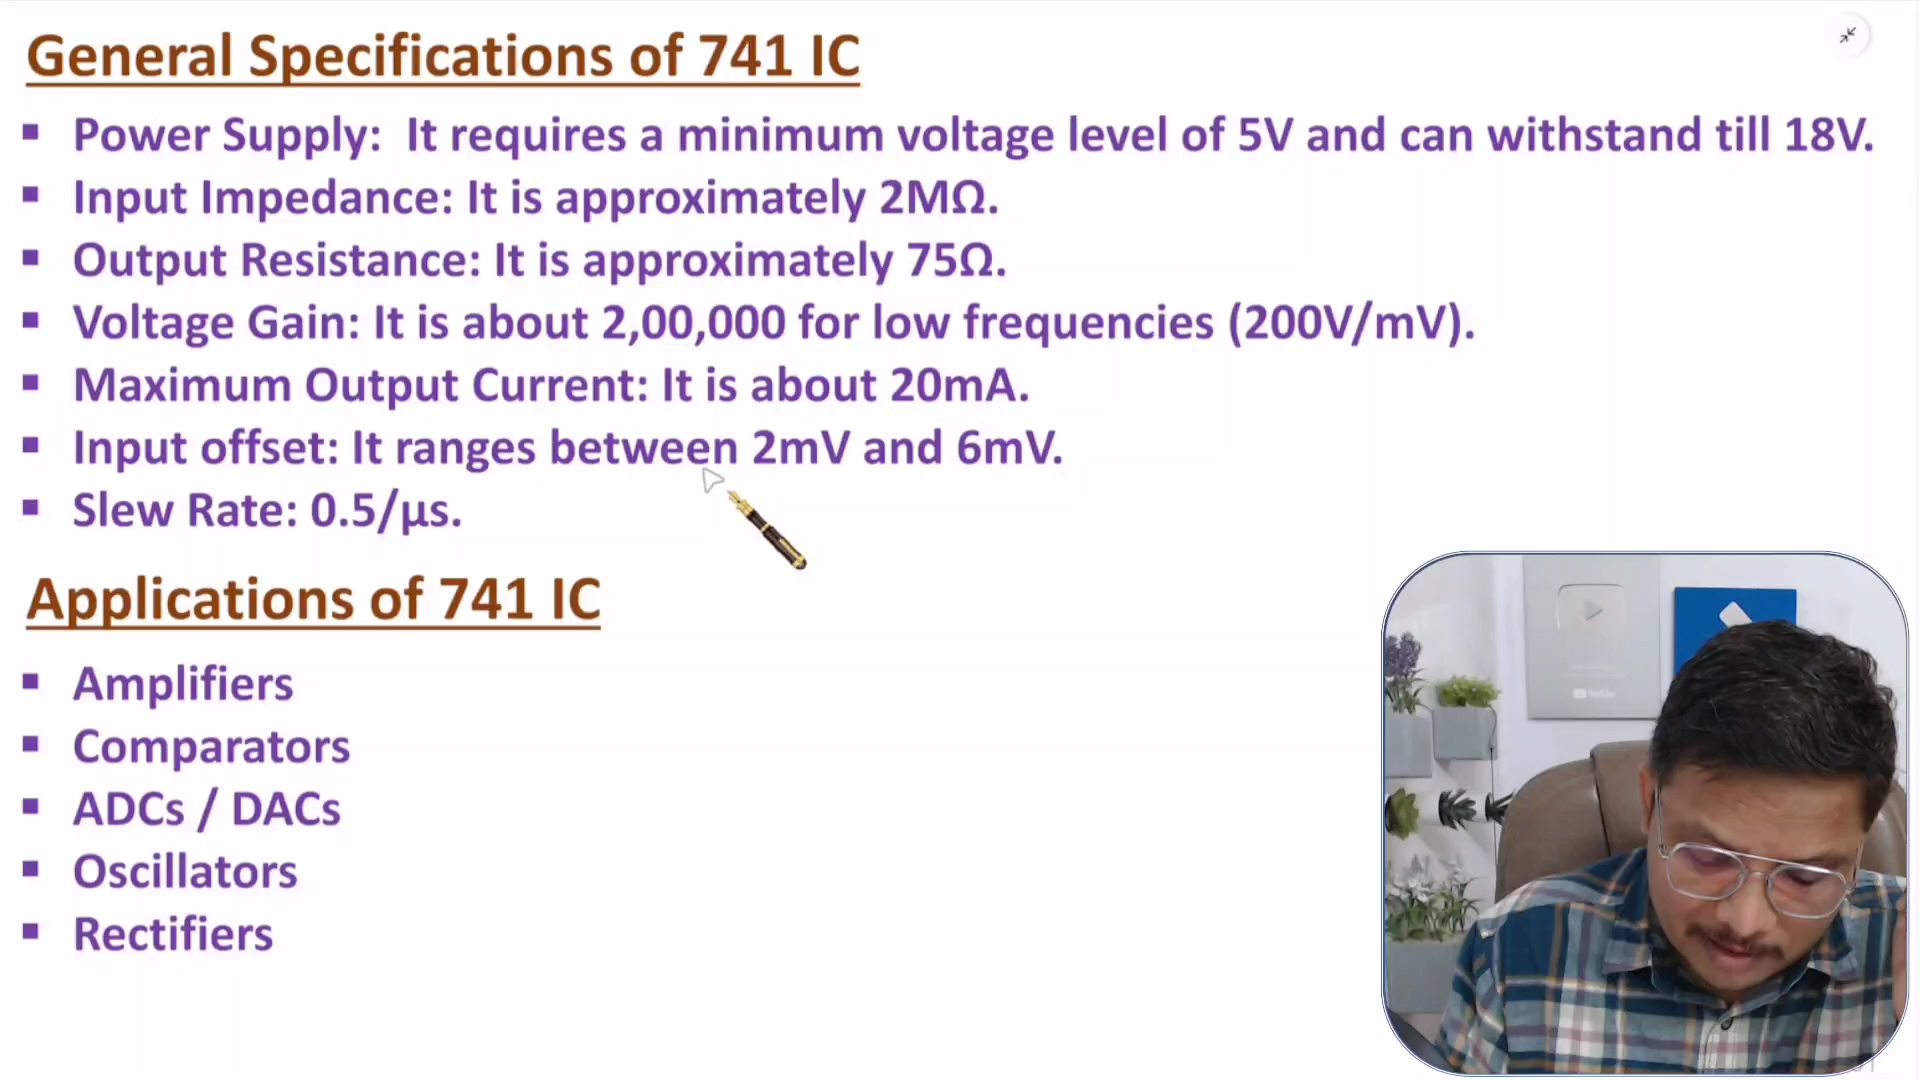 General Specifications of 741 IC
▪ Power Supply: It requires a minimum voltage level of 5V and can withstand till 18V.
▪ Input Impedance: It is approximately 2MΩ.
▪ Output Resistance: It is approximately 75Ω.
▪ Voltage Gain: It is about 2,00,000 for low frequencies (200V/mV).
▪ Maximum Output Current: It is about 20mA.
▪ Input offset: It ranges between 2mV and 6mV.
▪ Slew Rate: 0.5/µs.
Applications of 741 IC
▪ Amplifiers
▪ Comparators
▪ ADCs / DACs
▪ Oscillators
▪ Rectifiers